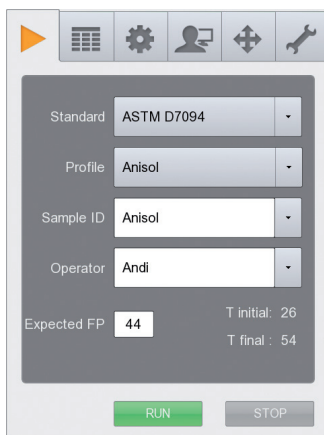 Standard ASTM D7094
Profile Anisol
Sample ID Anisol
Operator Andi
Expected FP 44
T initial: 26
T final : 54
RUN STOP